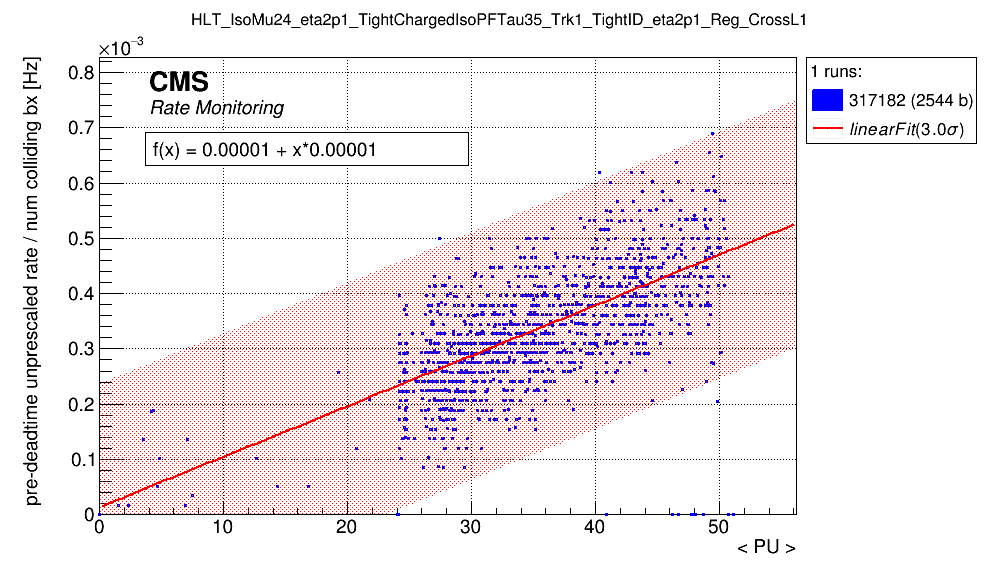 HLT_IsoMu24_eta2p1_TightChargedIsoPFTau35_Trk1_TightID_eta2p1_Reg_CrossL1
×10⁻³
pre-deadtime unprescaled rate / num colliding bx [Hz]
0.8
0.7
0.6
0.5
0.4
0.3
0.2
0.1
0
CMS
Rate Monitoring
f(x) = 0.00001 + x*0.00001
1 runs:
317182 (2544 b)
linearFit(3.0σ)
0 10 20 30 40 50
< PU >